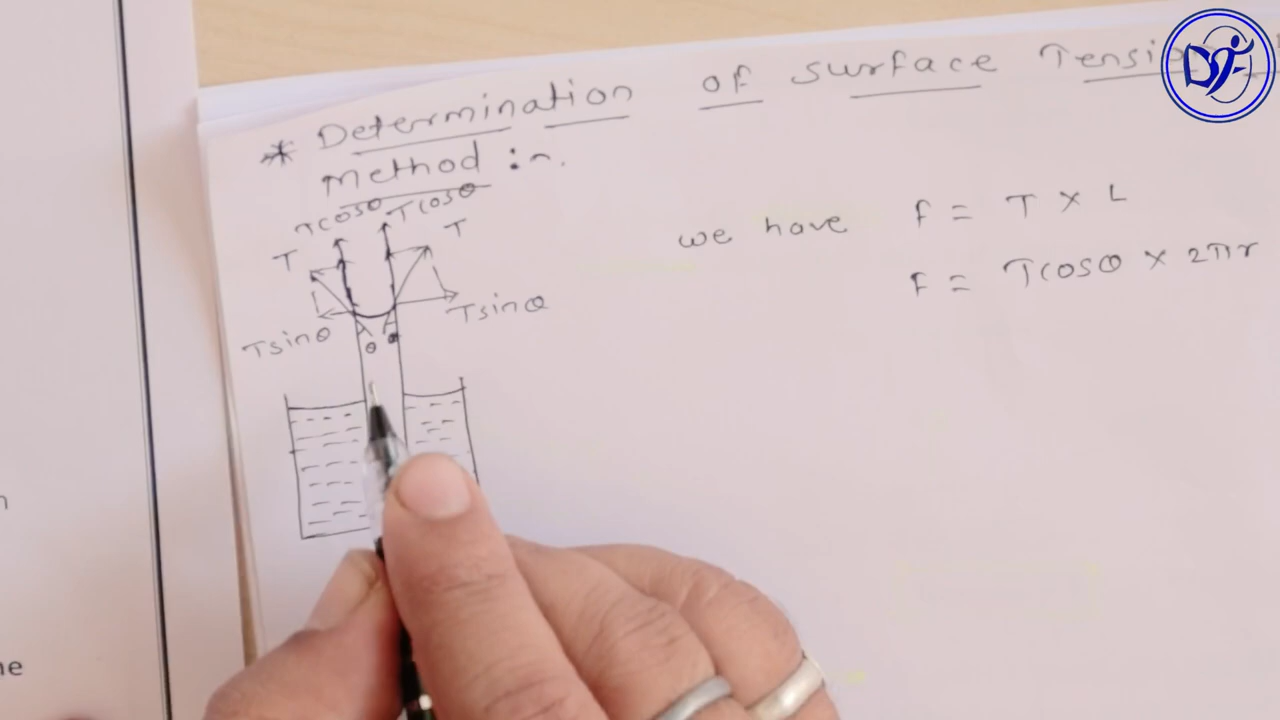 * Determination of surface Tensi
method :~.
Tcosθ Tcosθ
T T
Tsinθ Tsinθ
θ
we have F = T × L
F = Tcosθ × 2πr